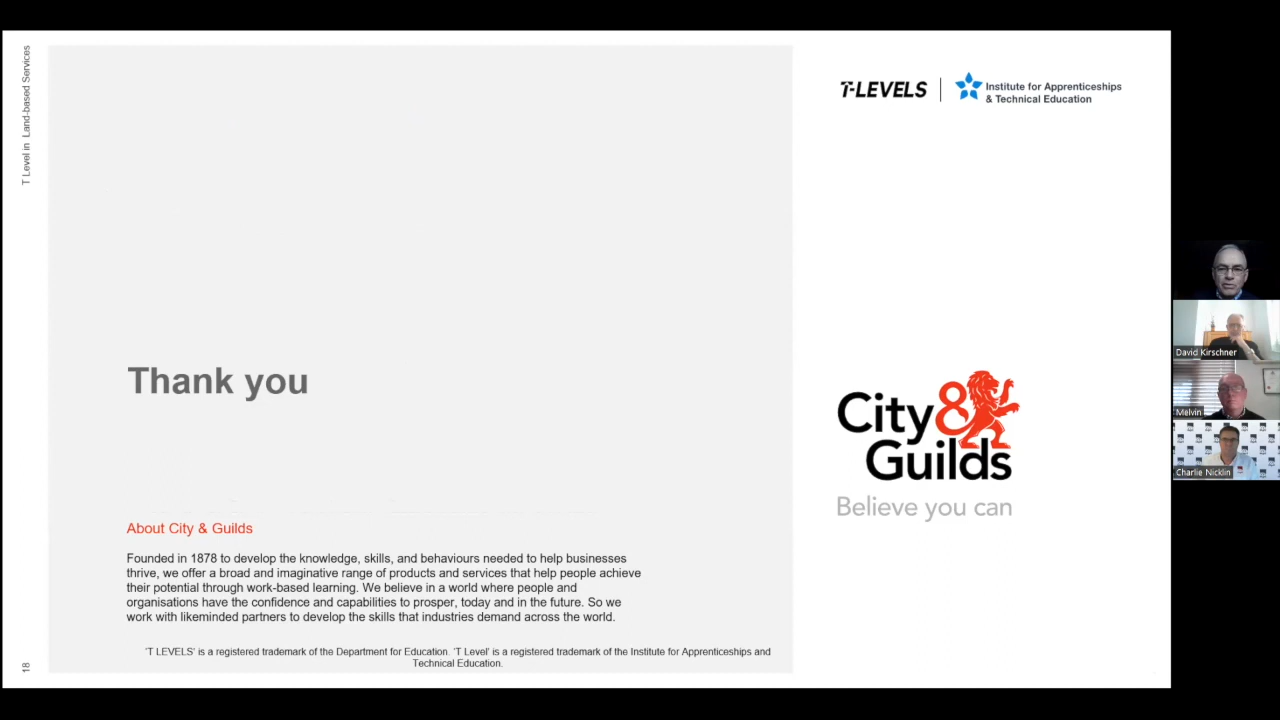 T Level in Land-based Services
T-LEVELS
Institute for Apprenticeships
& Technical Education
Thank you
City &
Guilds
Believe you can
About City & Guilds
Founded in 1878 to develop the knowledge, skills, and behaviours needed to help businesses
thrive, we offer a broad and imaginative range of products and services that help people achieve
their potential through work-based learning. We believe in a world where people and
organisations have the confidence and capabilities to prosper, today and in the future. So we
work with likeminded partners to develop the skills that industries demand across the world.
'T LEVELS' is a registered trademark of the Department for Education. 'T Level' is a registered trademark of the Institute for Apprenticeships and
Technical Education.
18
David Kirschner
Melvin
Charlie Nicklin